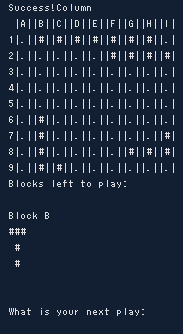 Success!Column
 |A||B||C||D||E||F||G||H||I|
1|.||#||#||#||#||#||#||#||.|
2|.||.||.||.||.||#||#||#||#|
3|.||.||.||.||.||.||.||.||.|
4|.||.||.||.||.||.||.||.||.|
5|.||.||.||.||.||.||.||.||.|
6|.||#||.||.||.||.||.||.||.|
7|.||#||.||.||.||.||.||.||#|
8|.||#||.||.||.||.||#||#||#|
9|.||#||#||.||.||.||.||.||.|
Blocks left to play:
Block B
###
 #
 #
What is your next play: